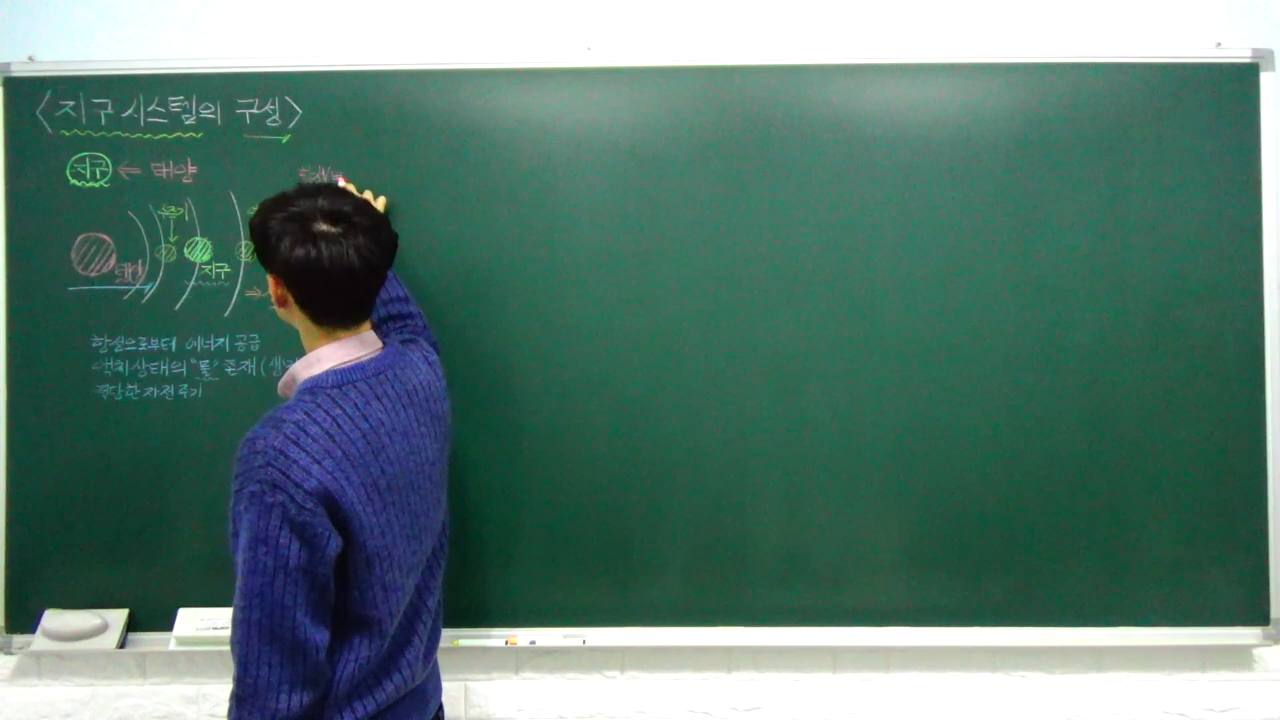 <지구시스템의 구성>
지구 ⇐ 태양
지구
항성으로부터 에너지 공급
액체상태의 "물" 존재 (생
적당한 자전주기